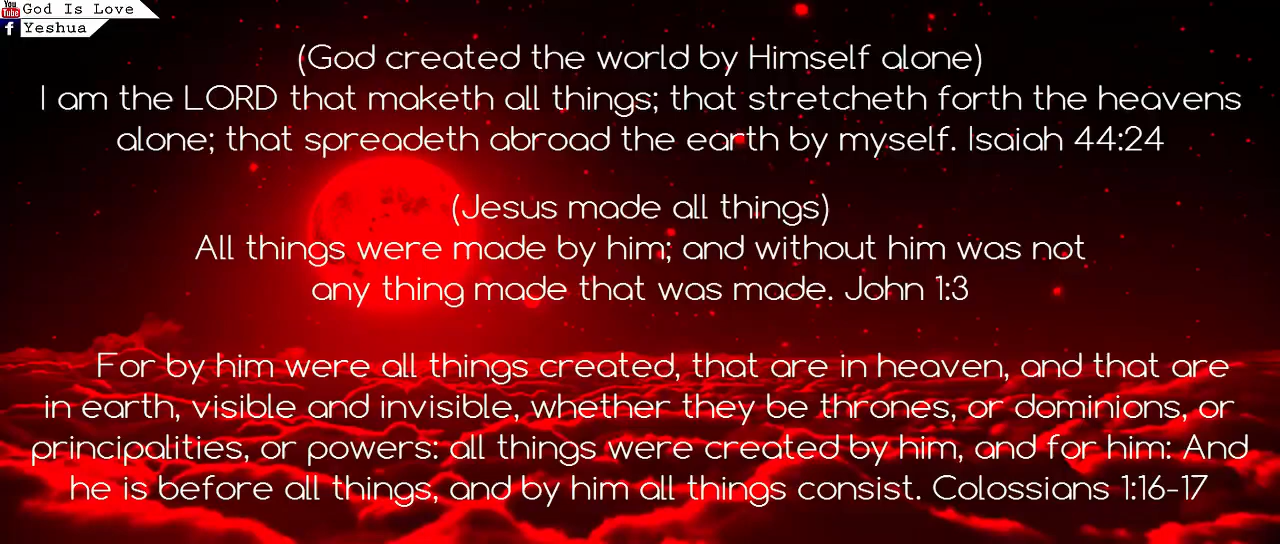 You Tube God Is Love
f Yeshua
(God created the world by Himself alone)
I am the LORD that maketh all things; that stretcheth forth the heavens
alone; that spreadeth abroad the earth by myself. Isaiah 44:24
(Jesus made all things)
All things were made by him; and without him was not
any thing made that was made. John 1:3
For by him were all things created, that are in heaven, and that are
in earth, visible and invisible, whether they be thrones, or dominions, or
principalities, or powers: all things were created by him, and for him: And
he is before all things, and by him all things consist. Colossians 1:16-17